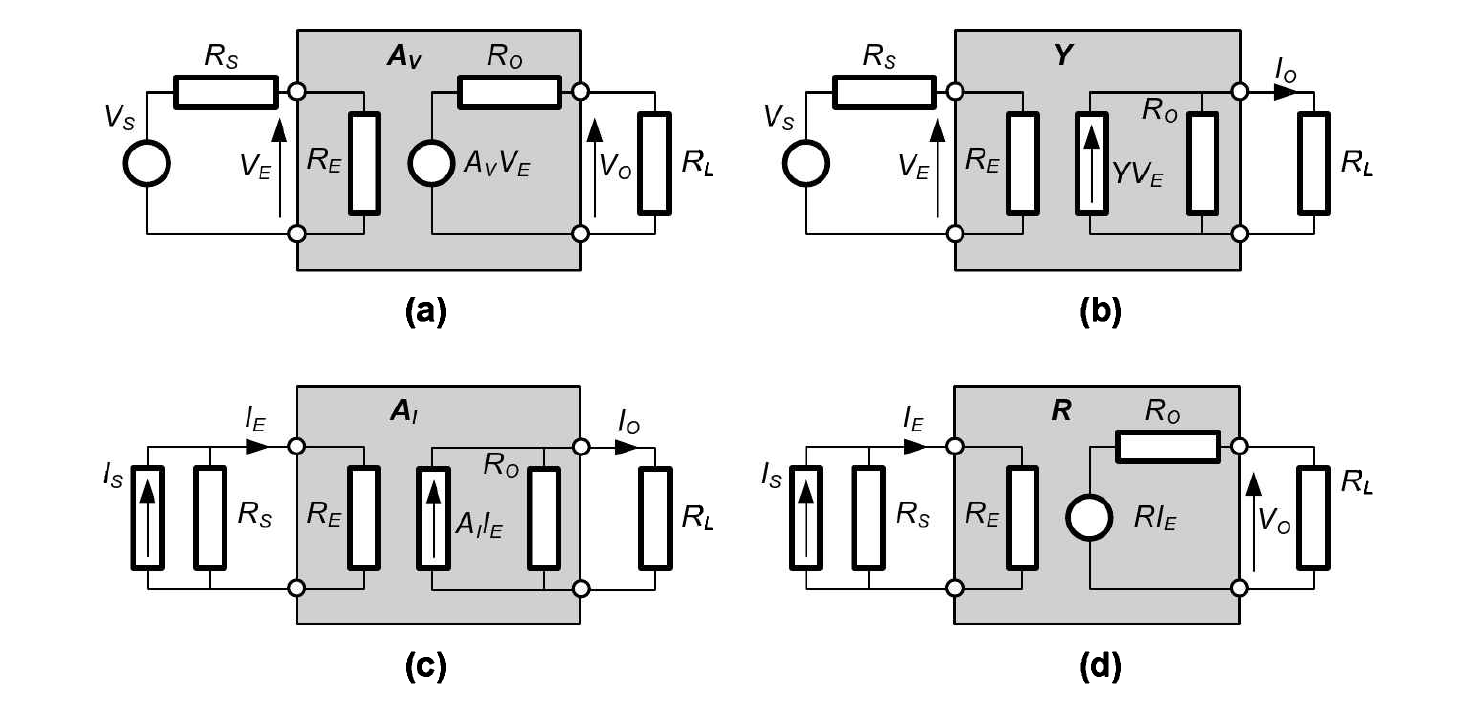 A_V
R_S R_O
V_S
V_E R_E A_V V_E V_O R_L
(a)
Y
R_S I_O
V_S R_O
V_E R_E YV_E R_L
(b)
A_I
I_E I_O
I_S R_O
R_S R_E A_I I_E R_L
(c)
R R_O
I_E
I_S R_L
R_S R_E RI_E V_O
(d)